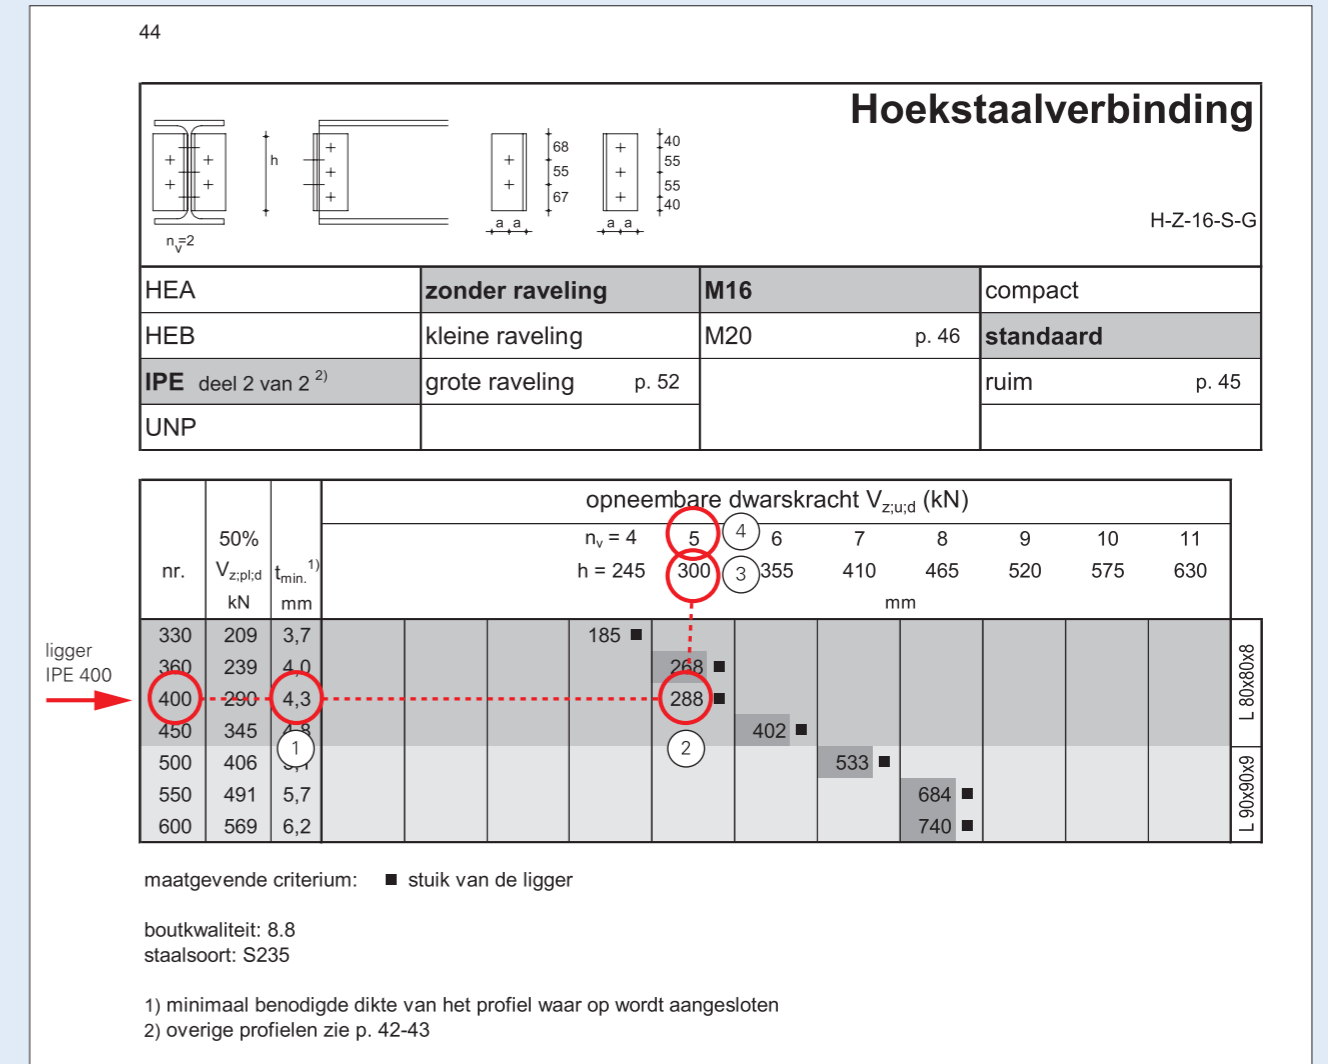 44
Hoekstaalverbinding
h
68
55
67
40
55
55
40
a a
a a
nv=2
H-Z-16-S-G
HEA zonder raveling M16 compact
HEB kleine raveling M20 p. 46 standaard
IPE deel 2 van 2 2) grote raveling p. 52 ruim p. 45
UNP
opneembare dwarskracht Vz;u;d (kN)
50% nv = 4 5 4 6 7 8 9 10 11
nr. Vz;pl;d tmin. 1) h = 245 300 3 355 410 465 520 575 630
kN mm mm
330 209 3,7 185 ■
360 239 4,0 268 ■
400 290 4,3 288 ■
450 345 4,8 402 ■
1 2
500 406 533 ■
550 491 5,7 684 ■
600 569 6,2 740 ■
L 80x80x8
L 90x90x9
ligger
IPE 400
maatgevende criterium: ■ stuik van de ligger
boutkwaliteit: 8.8
staalsoort: S235
1) minimaal benodigde dikte van het profiel waar op wordt aangesloten
2) overige profielen zie p. 42-43